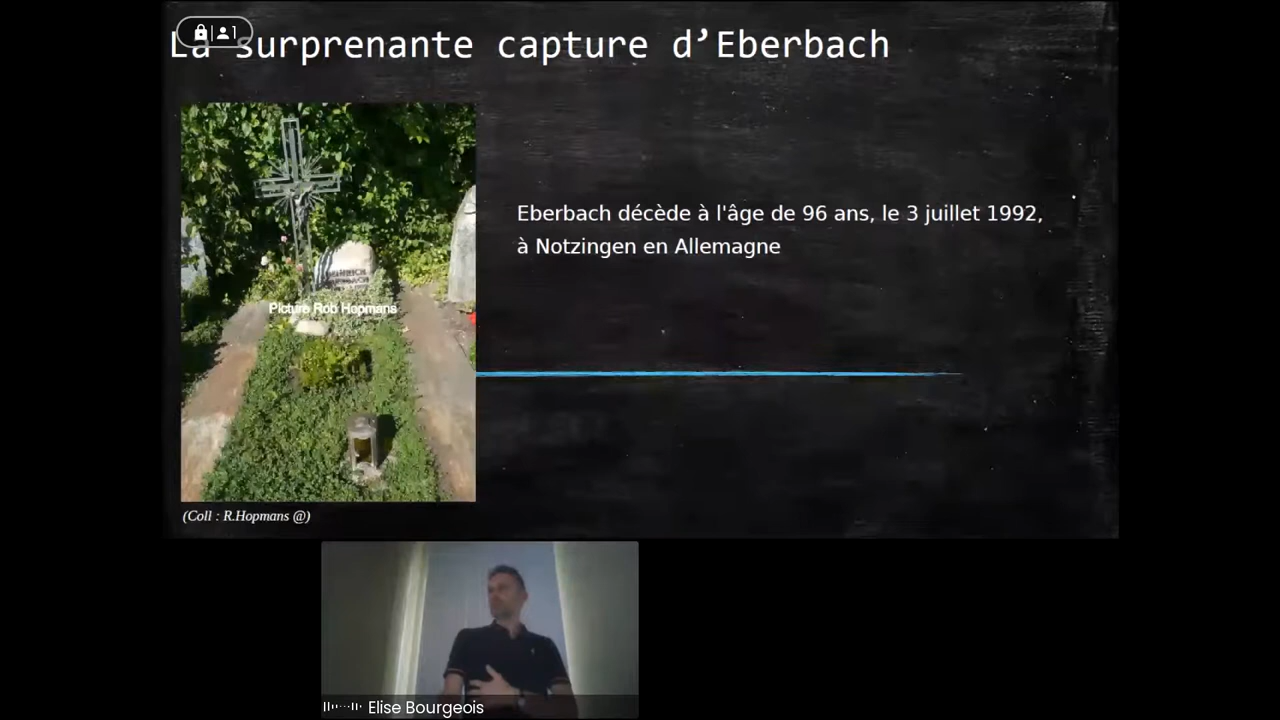 La surprenante capture d’Eberbach
1
Eberbach décède à l'âge de 96 ans, le 3 juillet 1992,
à Notzingen en Allemagne
Picture Rob Hopmans
(Coll : R.Hopmans @)
Elise Bourgeois